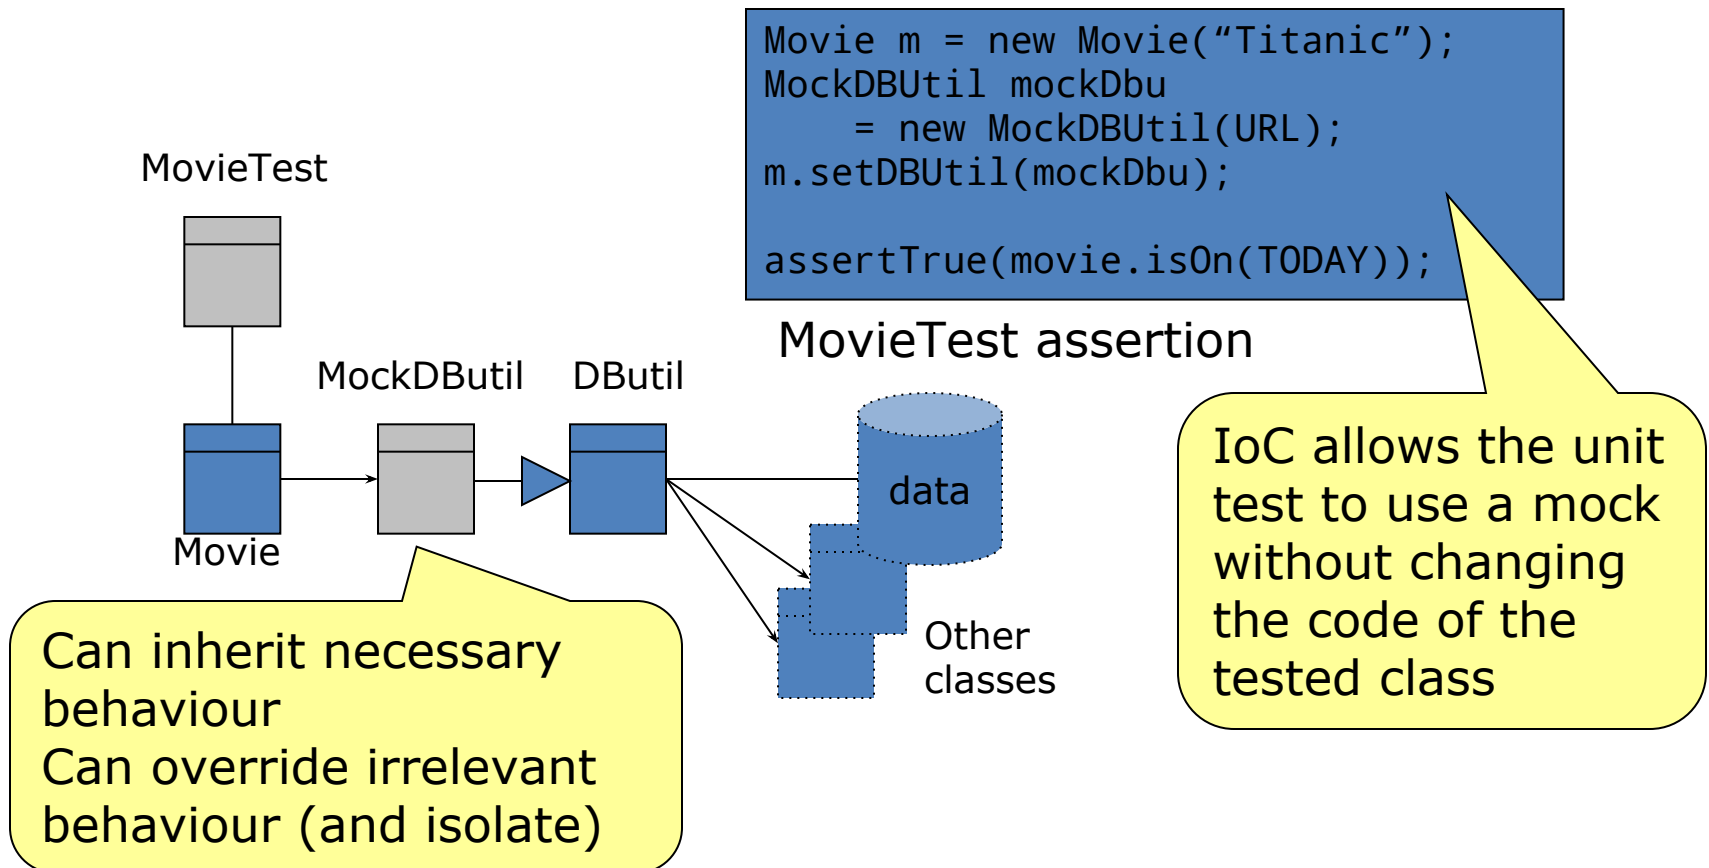 Movie m = new Movie(“Titanic”);
MockDBUtil mockDbu
= new MockDBUtil(URL);
m.setDBUtil(mockDbu);
assertTrue(movie.isOn(TODAY));
MovieTest assertion
MovieTest
MockDButil
DButil
Movie
data
Other
classes
IoC allows the unit
test to use a mock
without changing
the code of the
tested class
Can inherit necessary
behaviour
Can override irrelevant
behaviour (and isolate)